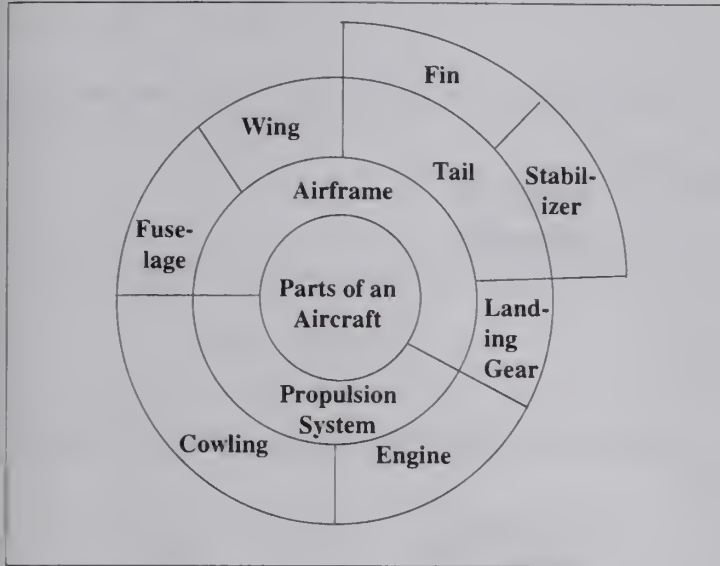 Fin
Wing
Tail
Stabil-
izer
Airframe
Fuse-
lage
Parts of an
Aircraft
Land-
ing
Gear
Propulsion
System
Cowling
Engine